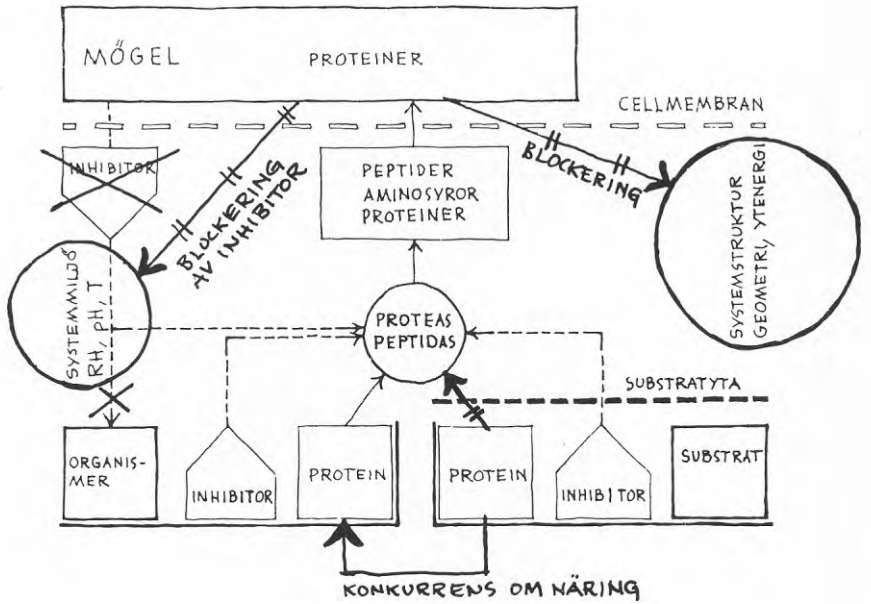 MÖGEL
PROTEINER
CELLMEMBRAN
INHIBITOR
BLOCKERING
AV INHIBITOR
PEPTIDER
AMINOSYROR
PROTEINER
BLOCKERING
SYSTEMSTRUKTUR
GEOMETRI, YTENERGI
SYSTEMMILJÖ
RH, pH, T
PROTEAS
PEPTIDAS
SUBSTRATYTA
ORGANIS-
MER
INHIBITOR
PROTEIN
PROTEIN
INHIBITOR
SUBSTRAT
KONKURRENS OM NÄRING